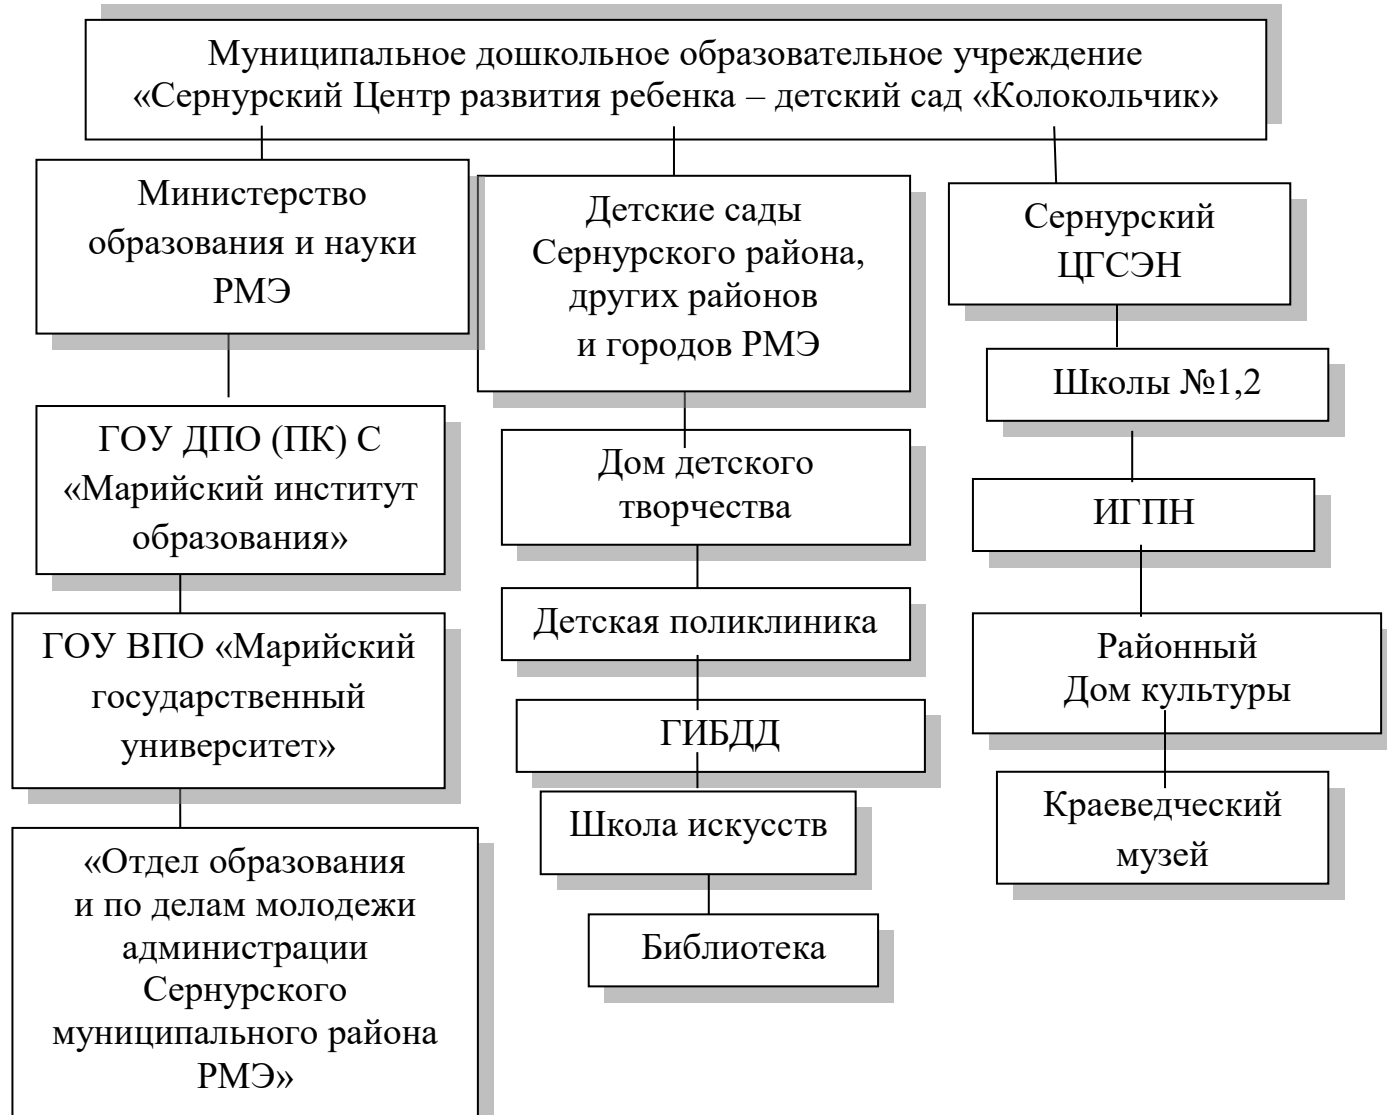 Муниципальное дошкольное образовательное учреждение
«Сернурский Центр развития ребенка – детский сад «Колокольчик»
Министерство
образования и науки
РМЭ
ГОУ ДПО (ПК) С
«Марийский институт
образования»
ГОУ ВПО «Марийский
государственный
университет»
«Отдел образования
и по делам молодежи
администрации
Сернурского
муниципального района
РМЭ»
Детские сады
Сернурского района,
других районов
и городов РМЭ
Дом детского
творчества
Детская поликлиника
ГИБДД
Школа искусств
Библиотека
Сернурский
ЦГСЭН
Школы №1,2
ИГПН
Районный
Дом культуры
Краеведческий
музей